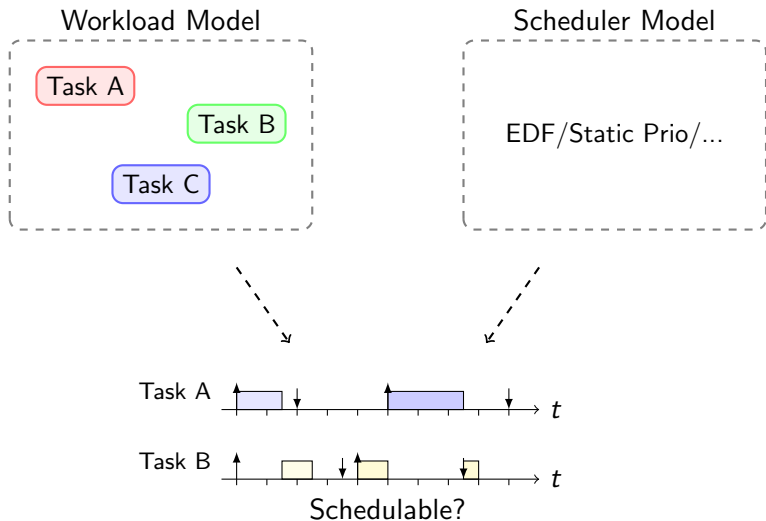 Workload Model
Scheduler Model
Task A
Task B
Task C
EDF/Static Prio/...
Task A
t
Task B
t
Schedulable?